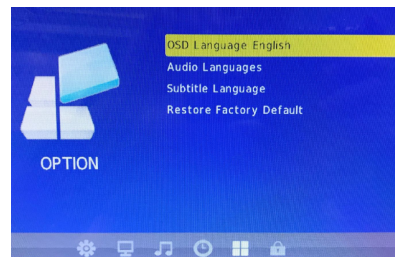 OSD Language English
Audio Languages
Subtitle Language
Restore Factory Default
OPTION